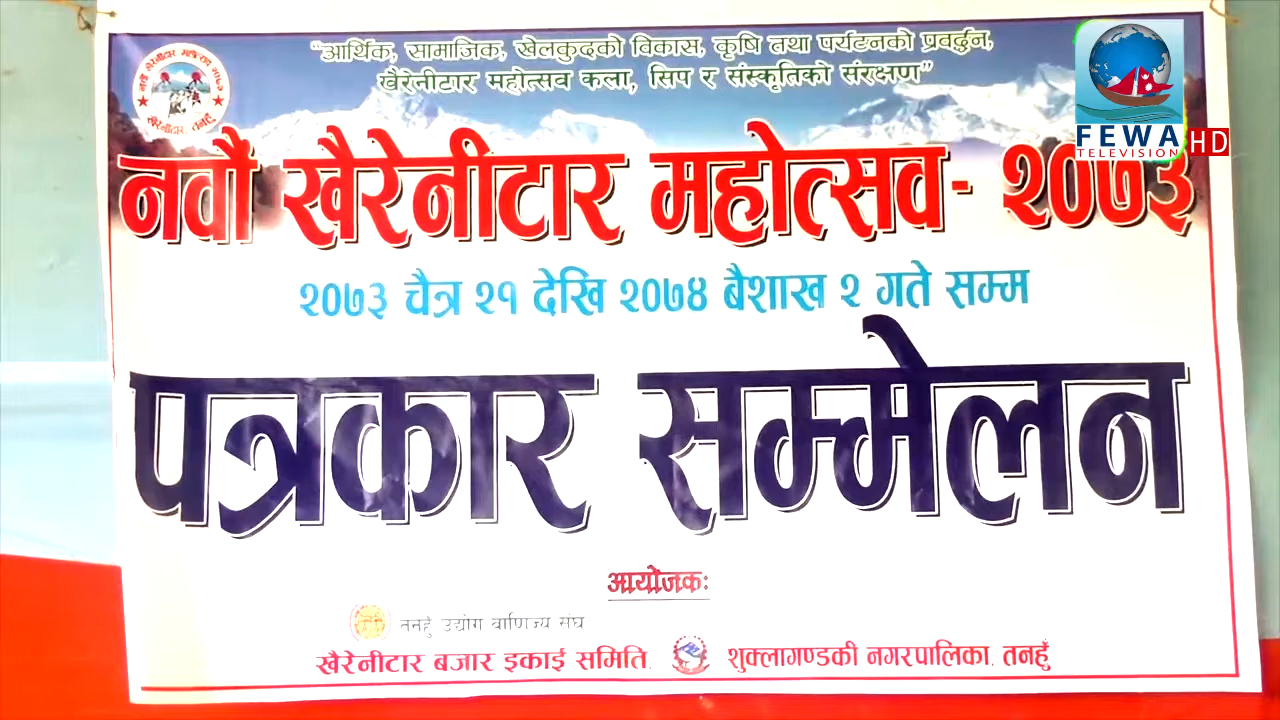 "आर्थिक, सामाजिक, खेलकुदको विकास, कृषि तथा पर्यटनको प्रवर्द्धन,
खैरेनीटार महोत्सव कला, सिप र संस्कृतिको संरक्षण"
FEWA HD
TELEVISION
नवौं खैरेनीटार महोत्सव - २०७३
खैरेनीटार, तनहुँ
२०७३ चैत्र २१ देखि २०७४ बैशाख २ गते सम्म
पत्रकार सम्मेलन
आयोजकः
तनहुँ उद्योग वाणिज्य संघ
खैरेनीटार बजार इकाई समिति, शुक्लागण्डकी नगरपालिका, तनहुँ